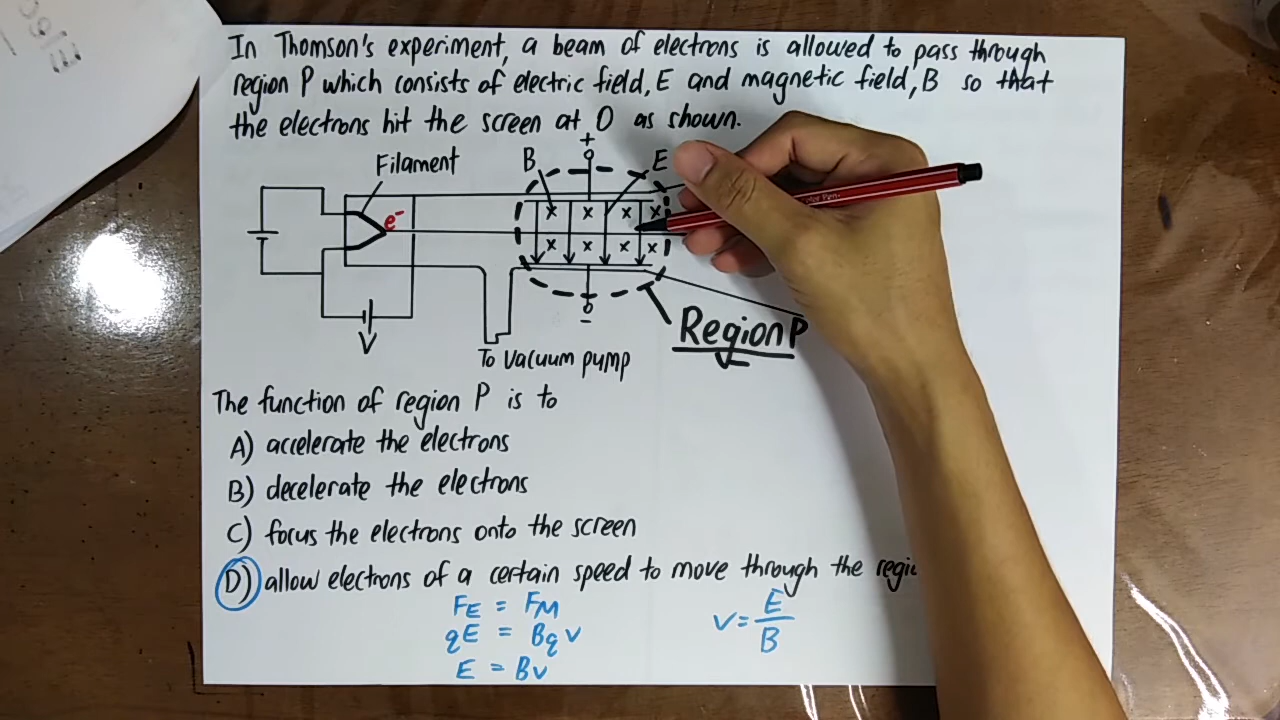 In Thomson's experiment, a beam of electrons is allowed to pass through
region P which consists of electric field, E and magnetic field, B so that
the electrons hit the screen at O as shown.
Filament
B
+
E
e⁻
x x x x
x x x x
V
-
Region P
To vacuum pump
The function of region P is to
A) accelerate the electrons
B) decelerate the electrons
C) focus the electrons onto the screen
D) allow electrons of a certain speed to move through the
FE = FM
qE = Bqv
E = Bv
v = E/B